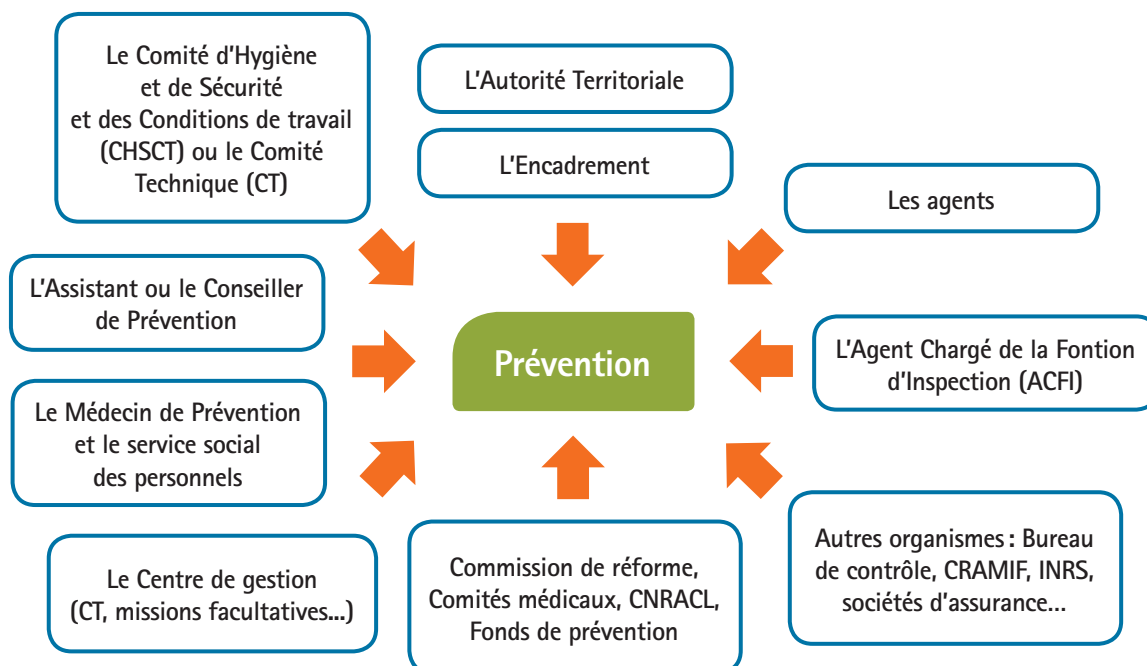 Le Comité d'Hygiène
et de Sécurité
et des Conditions de travail
(CHSCT) ou le Comité
Technique (CT)
L'Autorité Territoriale
L'Encadrement
Les agents
L'Assistant ou le Conseiller
de Prévention
Prévention
L'Agent Chargé de la Fontion
d'Inspection (ACFI)
Le Médecin de Prévention
et le service social
des personnels
Le Centre de gestion
(CT, missions facultatives...)
Commission de réforme,
Comités médicaux, CNRACL,
Fonds de prévention
Autres organismes : Bureau
de contrôle, CRAMIF, INRS,
sociétés d'assurance...